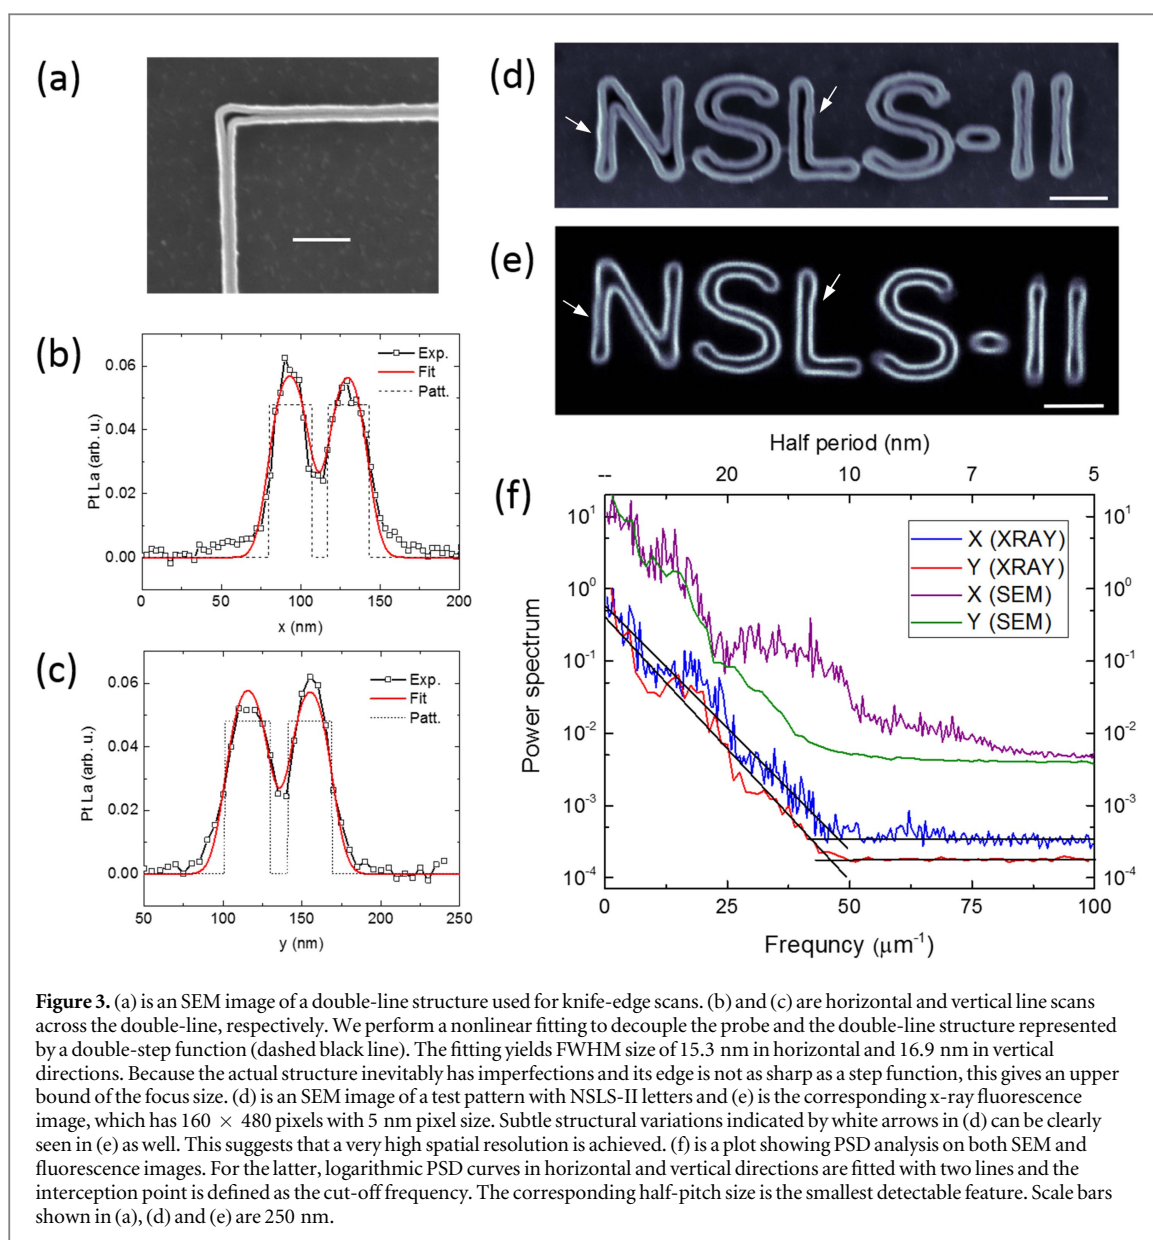 (a)
(d)
NSLS-II
(e)
NSLS-II
(b)
Pt La (arb. u.)
0.06
0.04
0.02
0.00
Exp.
Fit
Patt.
0 50 100 150 200
x (nm)
(c)
Pt La (arb. u.)
0.06
0.04
0.02
0.00
Exp.
Fit
Patt.
50 100 150 200 250
y (nm)
(f)
Half period (nm)
-- 20 10 7 5
Power spectrum
10¹ 10¹
10⁰ 10⁰
10⁻¹ 10⁻¹
10⁻² 10⁻²
10⁻³ 10⁻³
10⁻⁴ 10⁻⁴
X (XRAY)
Y (XRAY)
X (SEM)
Y (SEM)
0 25 50 75 100
Frequncy (μm⁻¹)
Figure 3. (a) is an SEM image of a double-line structure used for knife-edge scans. (b) and (c) are horizontal and vertical line scans
across the double-line, respectively. We perform a nonlinear fitting to decouple the probe and the double-line structure represented
by a double-step function (dashed black line). The fitting yields FWHM size of 15.3 nm in horizontal and 16.9 nm in vertical
directions. Because the actual structure inevitably has imperfections and its edge is not as sharp as a step function, this gives an upper
bound of the focus size. (d) is an SEM image of a test pattern with NSLS-II letters and (e) is the corresponding x-ray fluorescence
image, which has 160 × 480 pixels with 5 nm pixel size. Subtle structural variations indicated by white arrows in (d) can be clearly
seen in (e) as well. This suggests that a very high spatial resolution is achieved. (f) is a plot showing PSD analysis on both SEM and
fluorescence images. For the latter, logarithmic PSD curves in horizontal and vertical directions are fitted with two lines and the
interception point is defined as the cut-off frequency. The corresponding half-pitch size is the smallest detectable feature. Scale bars
shown in (a), (d) and (e) are 250 nm.